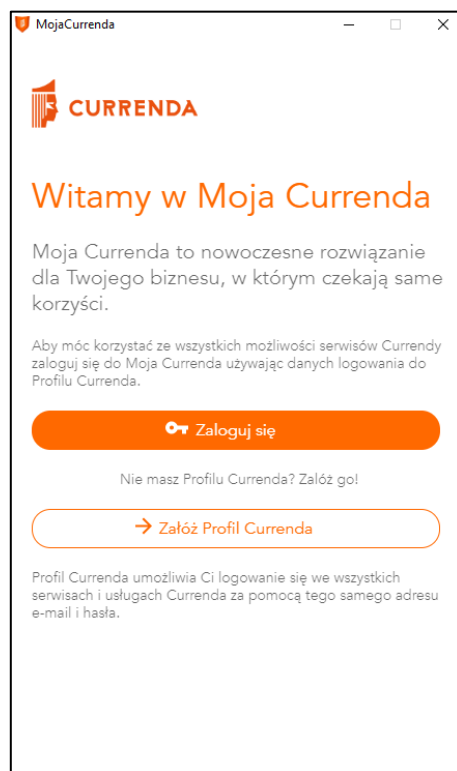 MojaCurrenda
CURRENDA
Witamy w Moja Currenda
Moja Currenda to nowoczesne rozwiązanie
dla Twojego biznesu, w którym czekają same
korzyści.
Aby móc korzystać ze wszystkich możliwości serwisów Currendy
zaloguj się do Moja Currenda używając danych logowania do
Profilu Currenda.
Zaloguj się
Nie masz Profilu Currenda? Zalóż go!
Załóż Profil Currenda
Profil Currenda umożliwia Ci logowanie się we wszystkich
serwisach i usługach Currenda za pomocą tego samego adresu
e-mail i hasła.